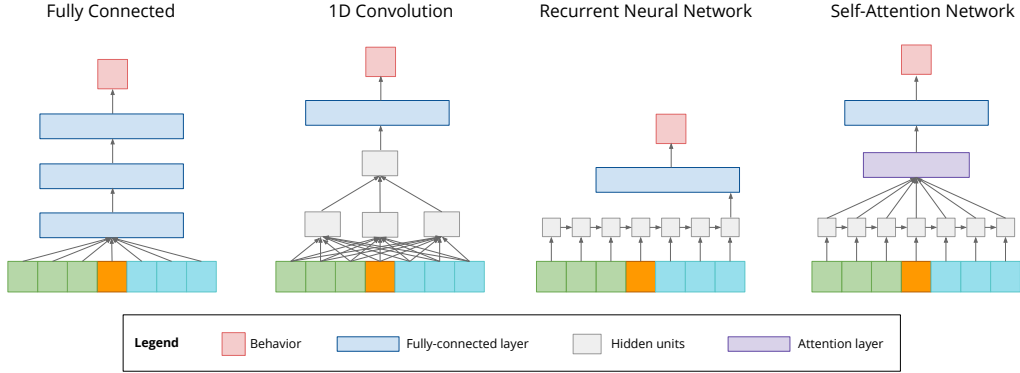 Fully Connected
1D Convolution
Recurrent Neural Network
Self-Attention Network
Legend
Behavior
Fully-connected layer
Hidden units
Attention layer